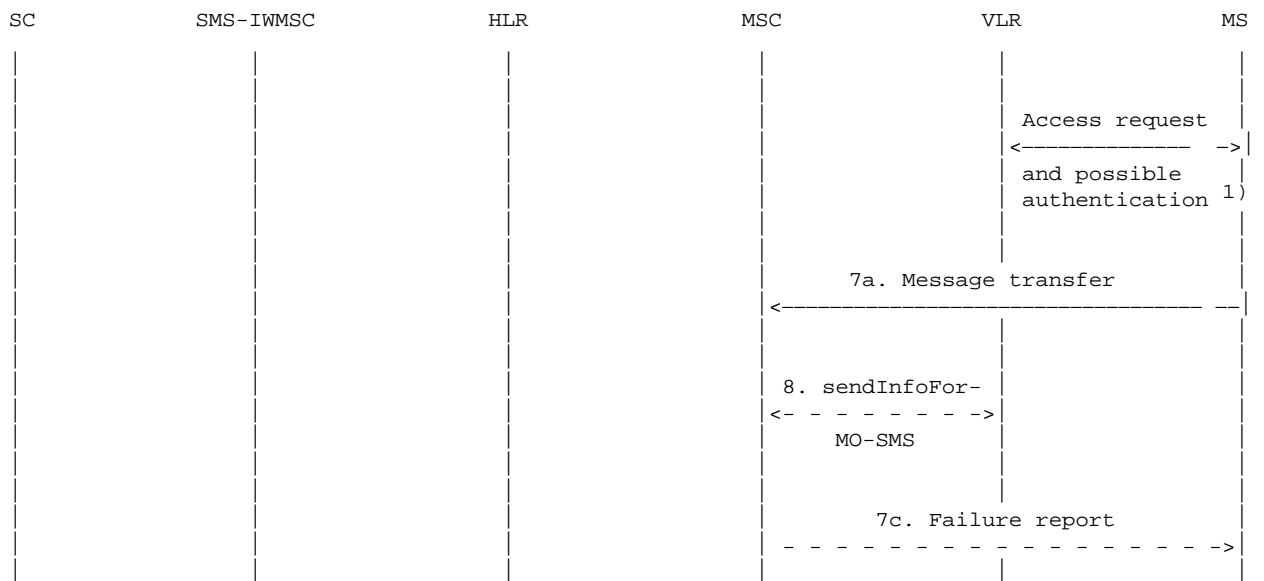 SC SMS-IWMSC HLR MSC VLR MS
Access request
and possible
authentication 1)
7a. Message transfer
8. sendInfoFor-
MO-SMS
7c. Failure report